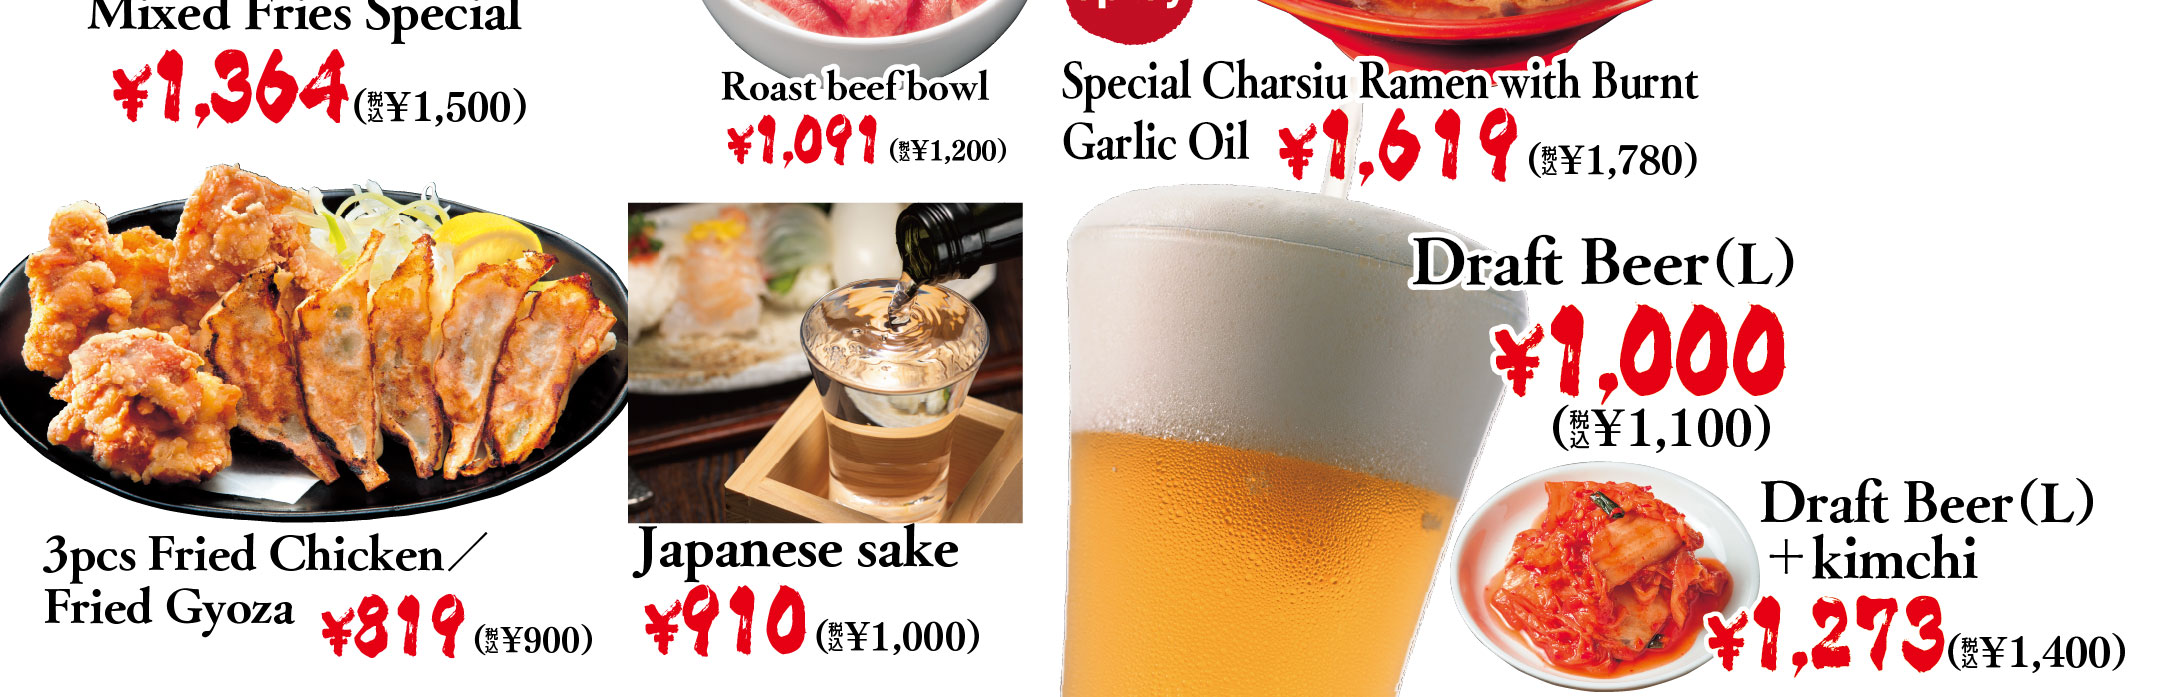 Mixed Fries Special
¥1,364(税込¥1,500)
Roast beef bowl
¥1,091(税込¥1,200)
Special Charsiu Ramen with Burnt
Garlic Oil ¥1,619(税込¥1,780)
3pcs Fried Chicken／
Fried Gyoza ¥819(税込¥900)
Japanese sake
¥910(税込¥1,000)
Draft Beer(L)
¥1,000
(税込¥1,100)
Draft Beer(L)
+kimchi
¥1,273(税込¥1,400)